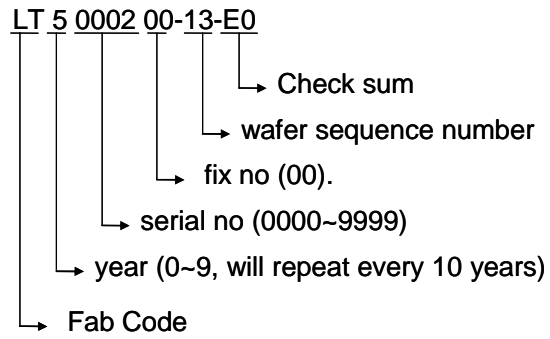 LT 5 0002 00-13-E0
Check sum
wafer sequence number
fix no (00).
serial no (0000~9999)
year (0~9, will repeat every 10 years)
Fab Code